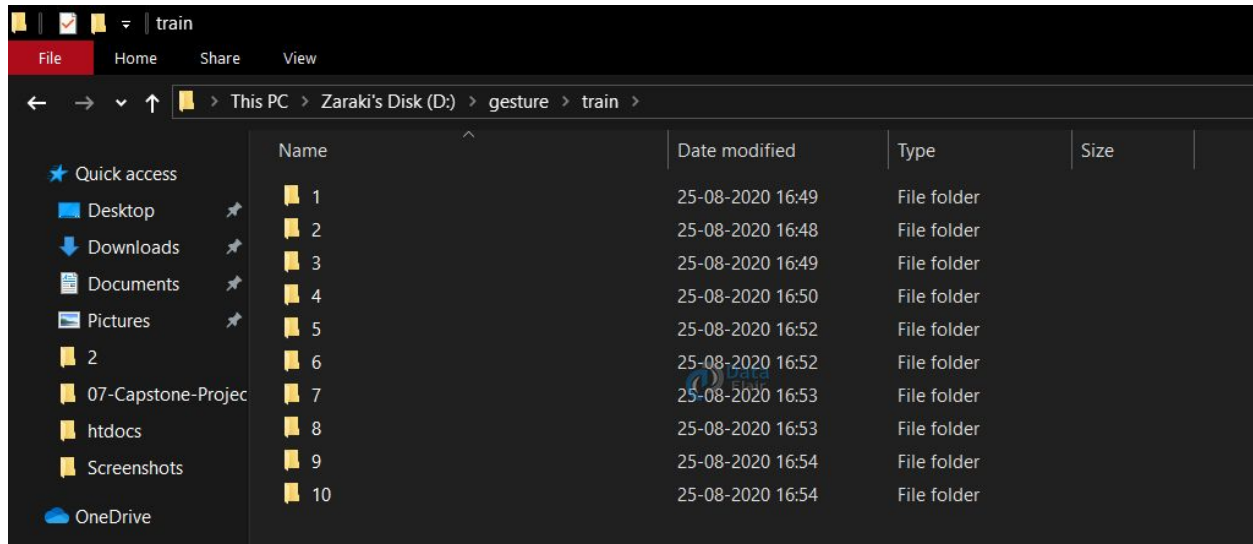 train
File Home Share View
This PC > Zaraki's Disk (D:) > gesture > train >
Name Date modified Type Size
Quick access
Desktop
Downloads
Documents
Pictures
2
07-Capstone-Projec
htdocs
Screenshots
OneDrive
1 25-08-2020 16:49 File folder
2 25-08-2020 16:48 File folder
3 25-08-2020 16:49 File folder
4 25-08-2020 16:50 File folder
5 25-08-2020 16:52 File folder
6 25-08-2020 16:52 File folder
7 25-08-2020 16:53 File folder
8 25-08-2020 16:53 File folder
9 25-08-2020 16:54 File folder
10 25-08-2020 16:54 File folder
Data
Flair